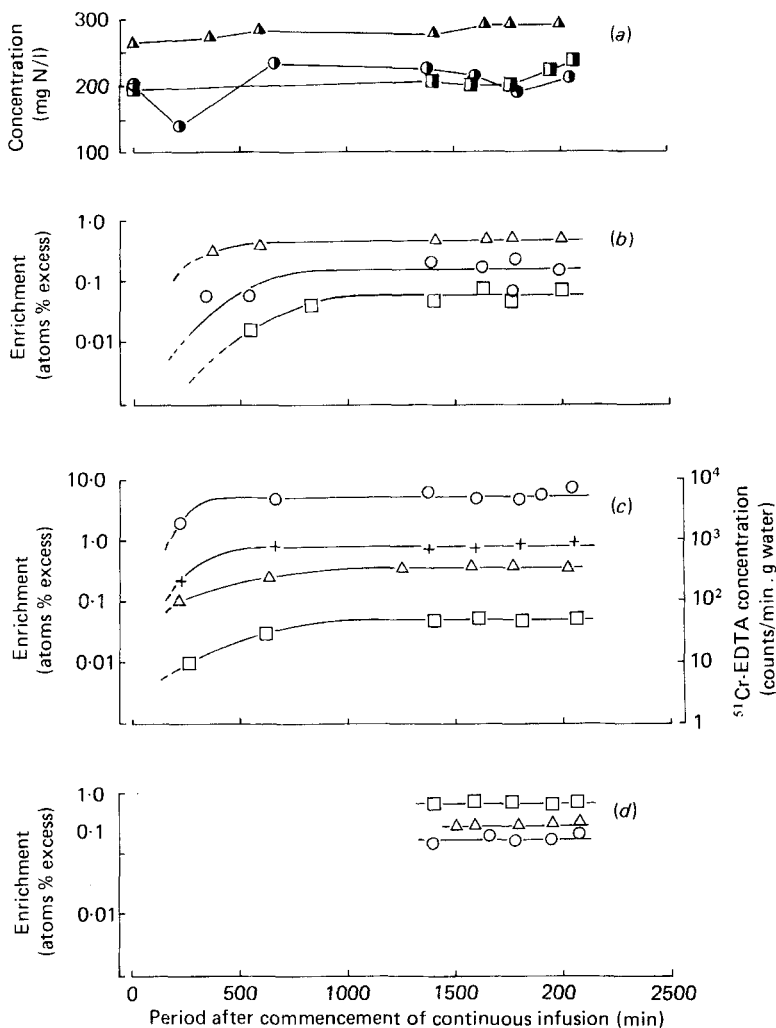 300
200
100
Concentration
(mg N/l)
(a)
1·0
0·1
0·01
Enrichment
(atoms % excess)
(b)
10·0
1·0
0·1
0·01
Enrichment
(atoms % excess)
(c)
10⁴
10³
10²
10
1
⁵¹Cr-EDTA concentration
(counts/min . g water)
1·0
0·1
0·01
Enrichment
(atoms % excess)
(d)
0 500 1000 1500 200 2500
Period after commencement of continuous infusion (min)